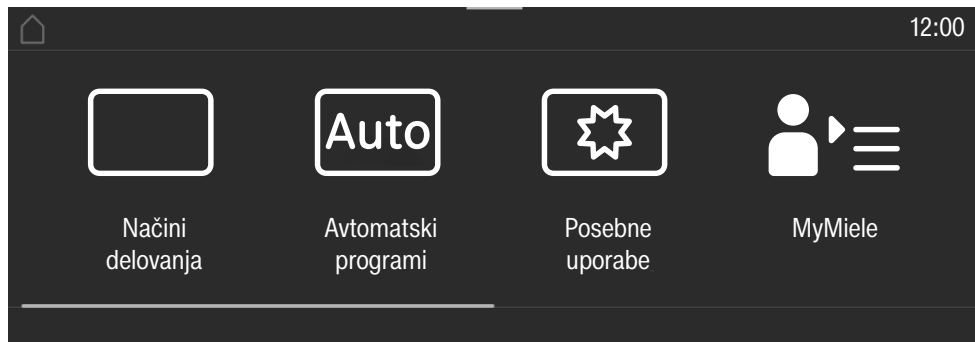 12:00
Auto
Načini
delovanja
Avtomatski
programi
Posebne
uporabe
MyMiele